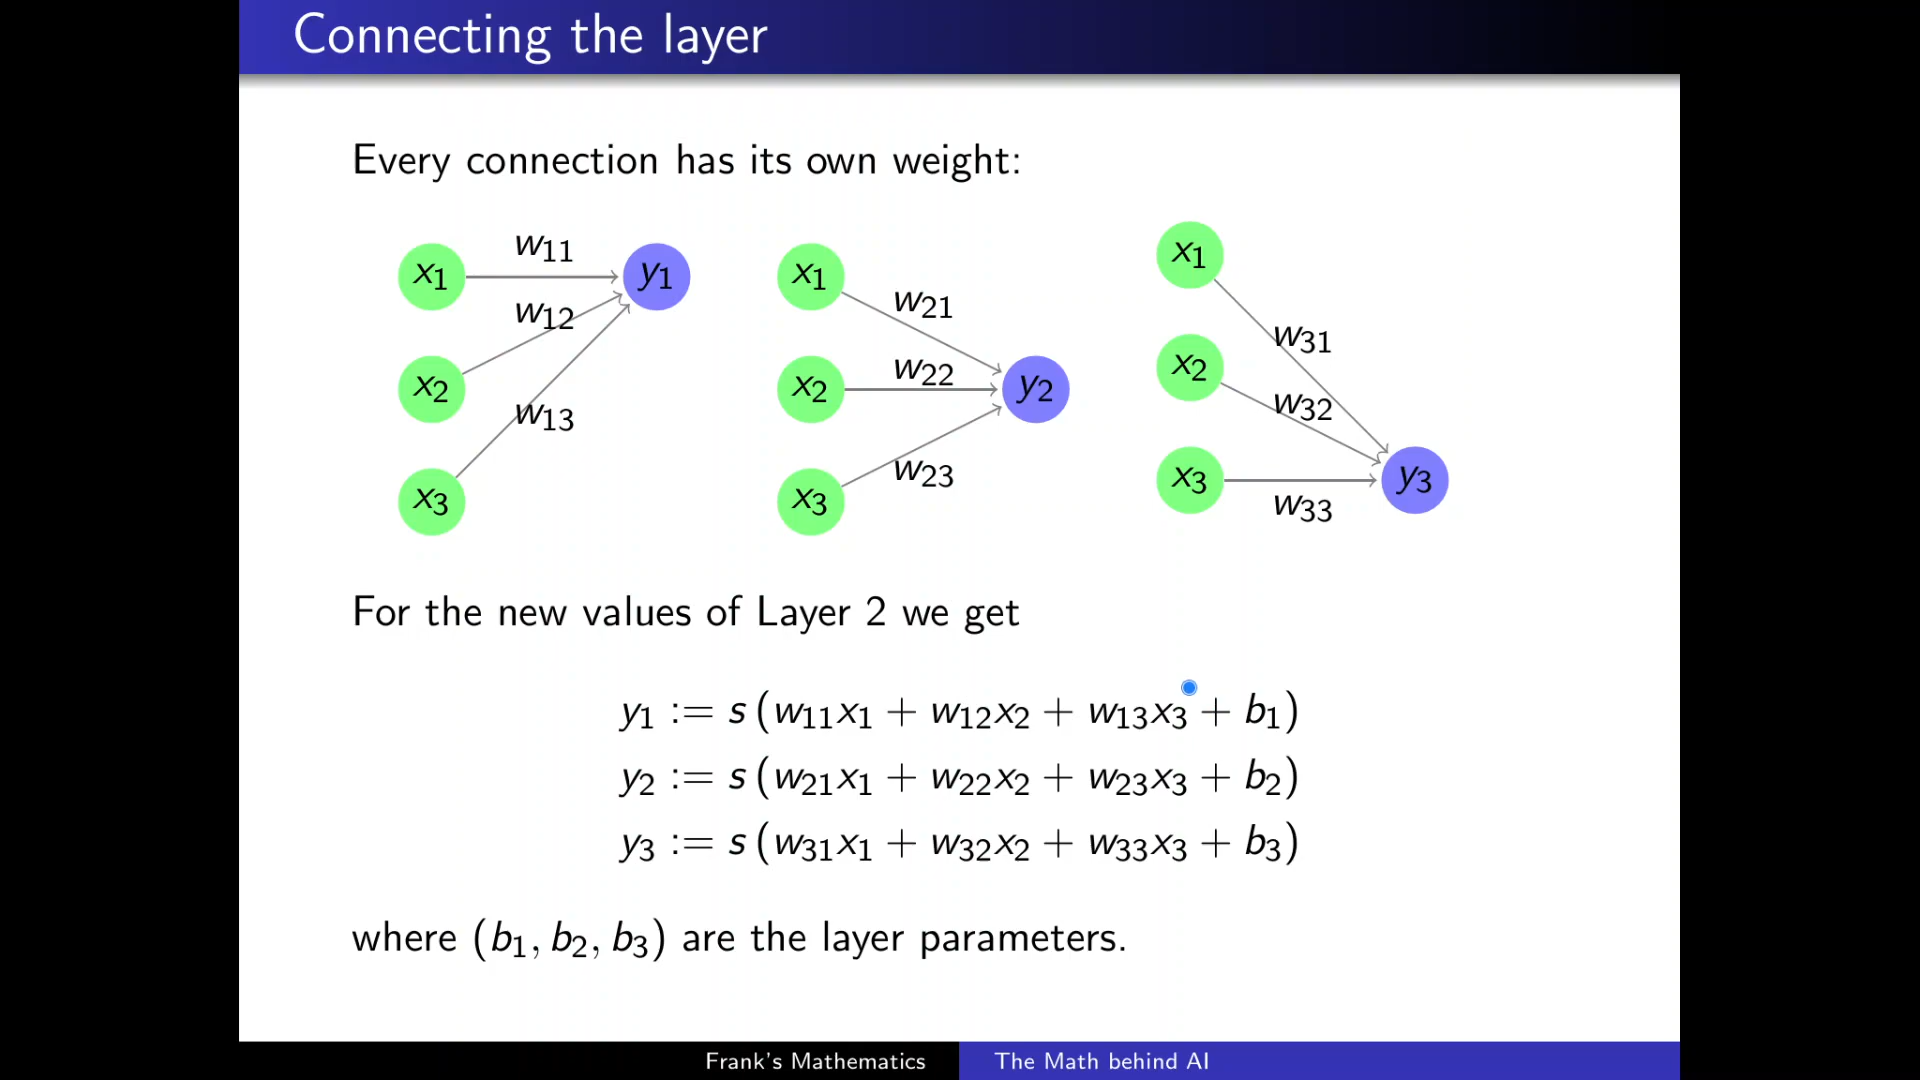 Connecting the layer
Every connection has its own weight:
x₁ w₁₁ y₁
w₁₂
x₂
w₁₃
x₃
x₁
w₂₁
w₂₂
x₂ y₂
w₂₃
x₃
x₁
w₃₁
x₂
w₃₂
x₃ y₃
w₃₃
For the new values of Layer 2 we get
y₁ := s (w₁₁x₁ + w₁₂x₂ + w₁₃x₃ + b₁)
y₂ := s (w₂₁x₁ + w₂₂x₂ + w₂₃x₃ + b₂)
y₃ := s (w₃₁x₁ + w₃₂x₂ + w₃₃x₃ + b₃)
where (b₁, b₂, b₃) are the layer parameters.
Frank's Mathematics
The Math behind AI